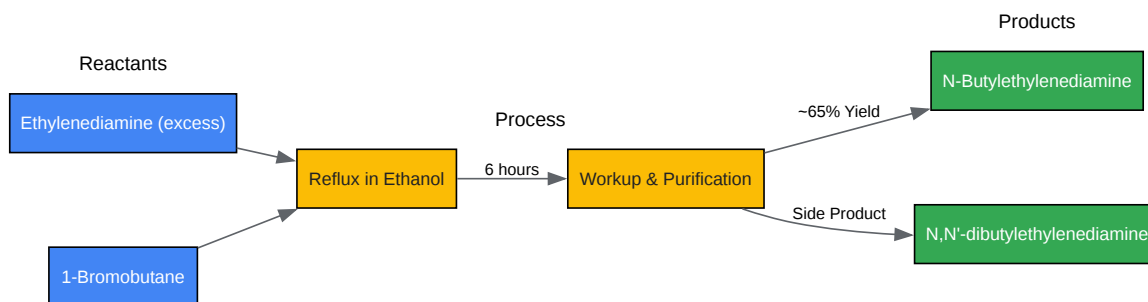 Reactants
Ethylenediamine (excess)
1-Bromobutane
Process
Reflux in Ethanol
6 hours
Workup & Purification
~65% Yield
Side Product
Products
N-Butylethylenediamine
N,N'-dibutylethylenediamine